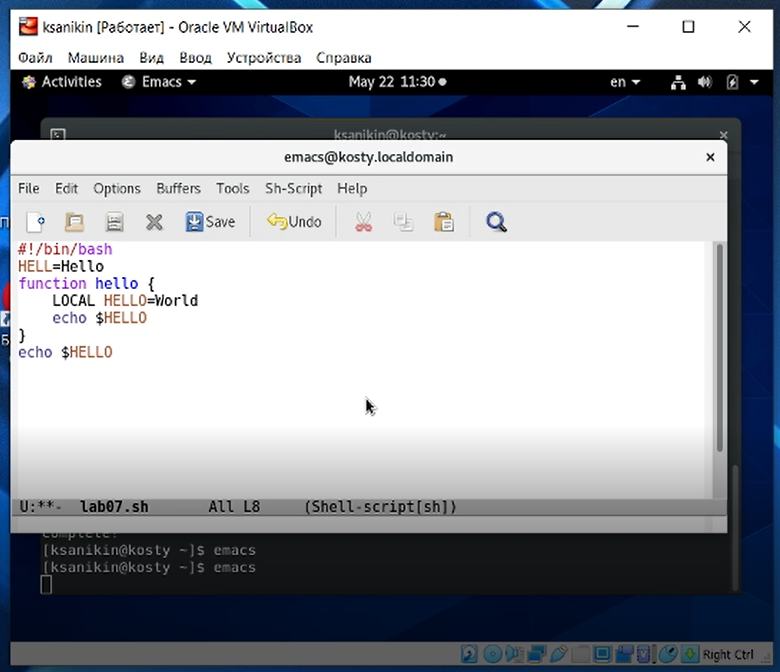 ksanikin [Работает] - Oracle VM VirtualBox
Файл Машина Вид Ввод Устройства Справка
Activities Emacs May 22 11:30 en
ksanikin@kosty:~
emacs@kosty.localdomain
File Edit Options Buffers Tools Sh-Script Help
Save Undo
#!/bin/bash
HELL=Hello
function hello {
LOCAL HELLO=World
echo $HELLO
}
echo $HELLO
U:**- lab07.sh All L8 (Shell-script[sh])
Complete!
[ksanikin@kosty ~]$ emacs
[ksanikin@kosty ~]$ emacs
Right Ctrl